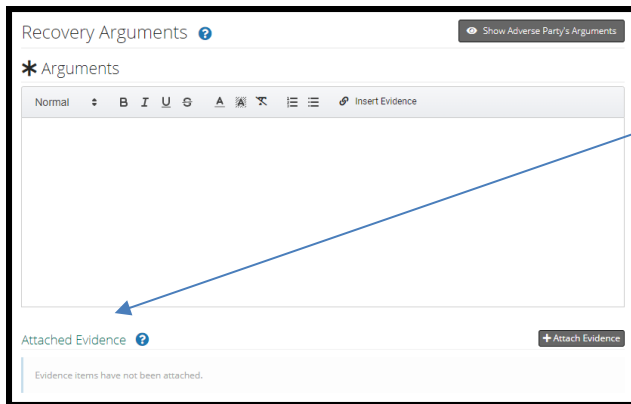 Recovery Arguments ?
Show Adverse Party's Arguments
* Arguments
Normal B I U S A A T Insert Evidence
Attached Evidence ?
+ Attach Evidence
Evidence items have not been attached.